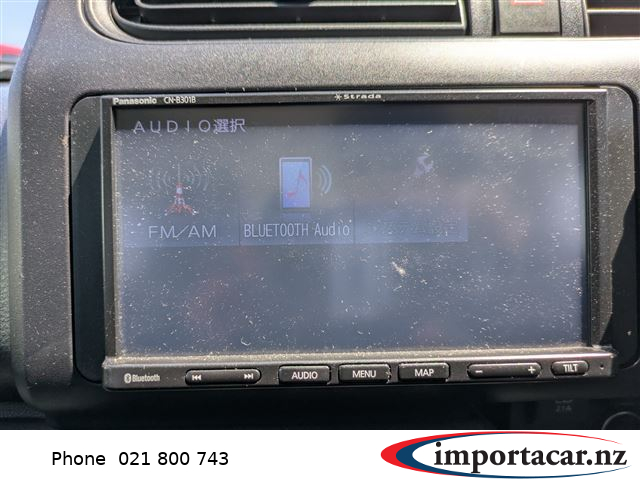 Panasonic CN-B301B
Strada
AUDIO選択
FM/AM
BLUETOOTH Audio
Bluetooth
AUDIO
MENU
MAP
- +
TILT
21A
Phone 021 800 743
importacar.nz